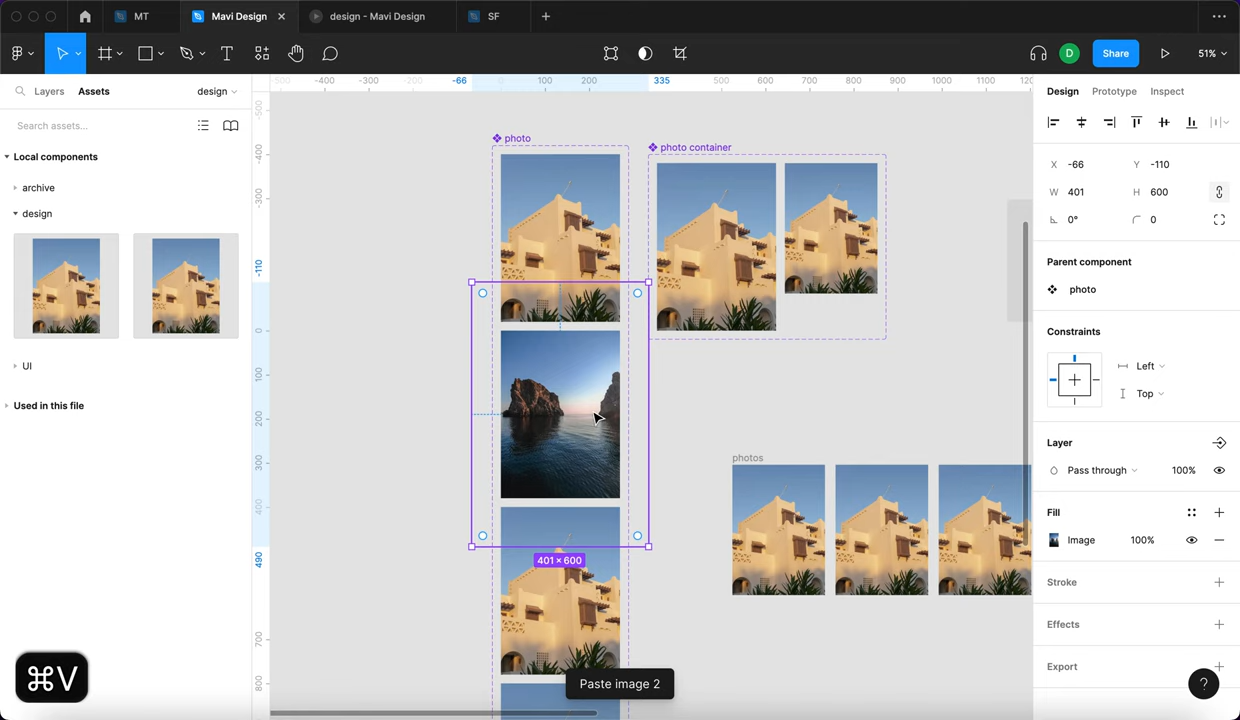 MT
Mavi Design
design - Mavi Design
SF
D
Share
51%
Layers
Assets
design
Search assets...
Local components
archive
design
UI
Used in this file
-500 -400 -300 -200 -66 100 200 335 500 600 700 800 900 1000 1100 120
-500
-400
-300
-110
0
100
200
300
400
490
700
800
photo
photo container
photos
401 × 600
Paste image 2
⌘V
Design
Prototype
Inspect
X -66
Y -110
W 401
H 600
0°
0
Parent component
photo
Constraints
Left
Top
Layer
Pass through
100%
Fill
Image
100%
Stroke
Effects
Export
?